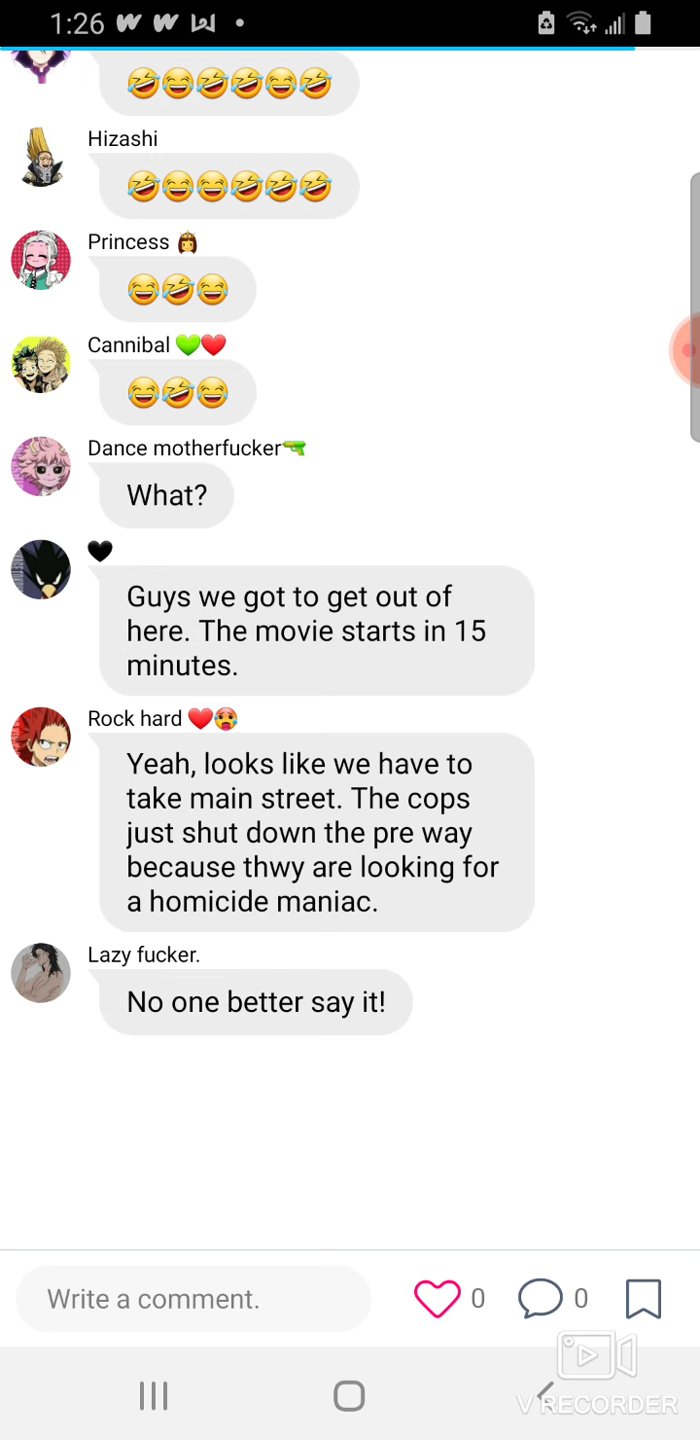 1:26
🤣😂🤣🤣😂🤣
Hizashi
🤣😂😂🤣🤣🤣
Princess 👸
😂🤣😂
Cannibal 💚❤️
😂🤣😂
Dance motherfucker🔫
What?
🖤
Guys we got to get out of
here. The movie starts in 15
minutes.
Rock hard ❤️🥵
Yeah, looks like we have to
take main street. The cops
just shut down the pre way
because thwy are looking for
a homicide maniac.
Lazy fucker.
No one better say it!
Write a comment.
0
0
V RECORDER